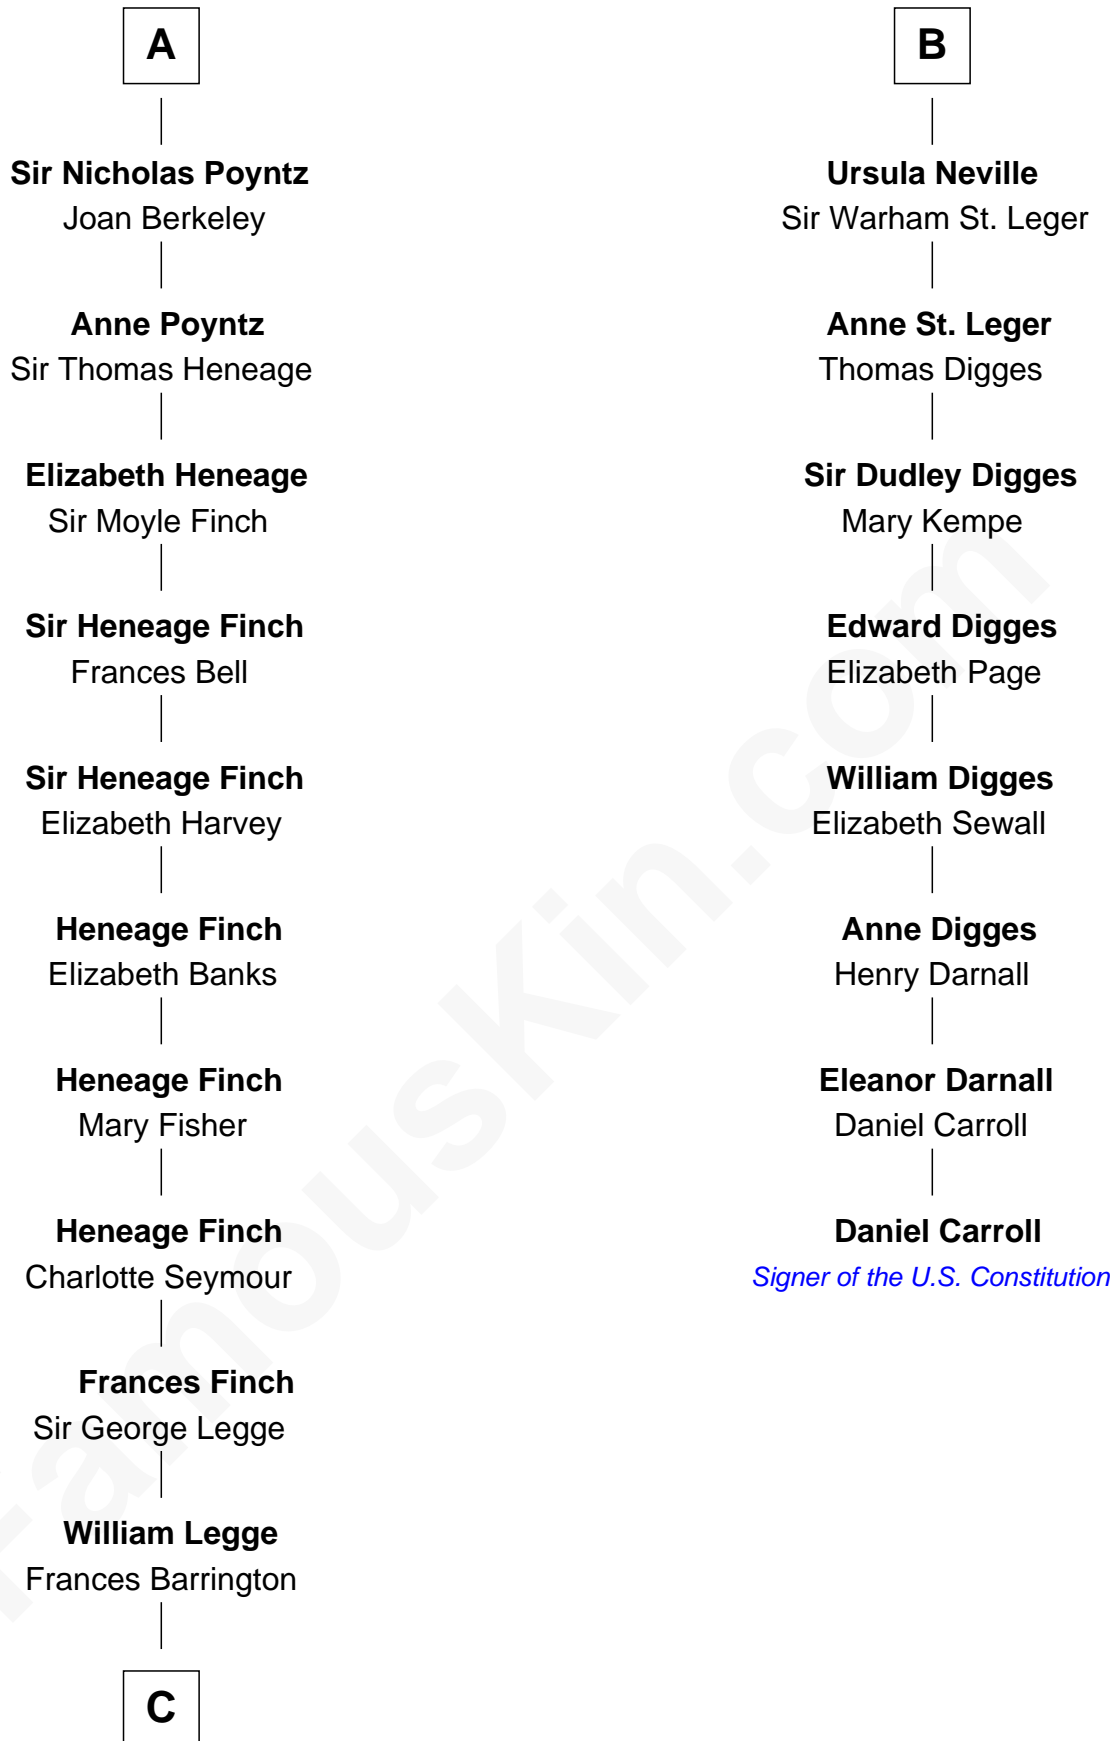 A
Sir Nicholas Poyntz
Joan Berkeley
Anne Poyntz
Sir Thomas Heneage
Elizabeth Heneage
Sir Moyle Finch
Sir Heneage Finch
Frances Bell
Sir Heneage Finch
Elizabeth Harvey
Heneage Finch
Elizabeth Banks
Heneage Finch
Mary Fisher
Heneage Finch
Charlotte Seymour
Frances Finch
Sir George Legge
William Legge
Frances Barrington
C
B
Ursula Neville
Sir Warham St. Leger
Anne St. Leger
Thomas Digges
Sir Dudley Digges
Mary Kempe
Edward Digges
Elizabeth Page
William Digges
Elizabeth Sewall
Anne Digges
Henry Darnall
Eleanor Darnall
Daniel Carroll
Daniel Carroll
Signer of the U.S. Constitution
FamousKin.com